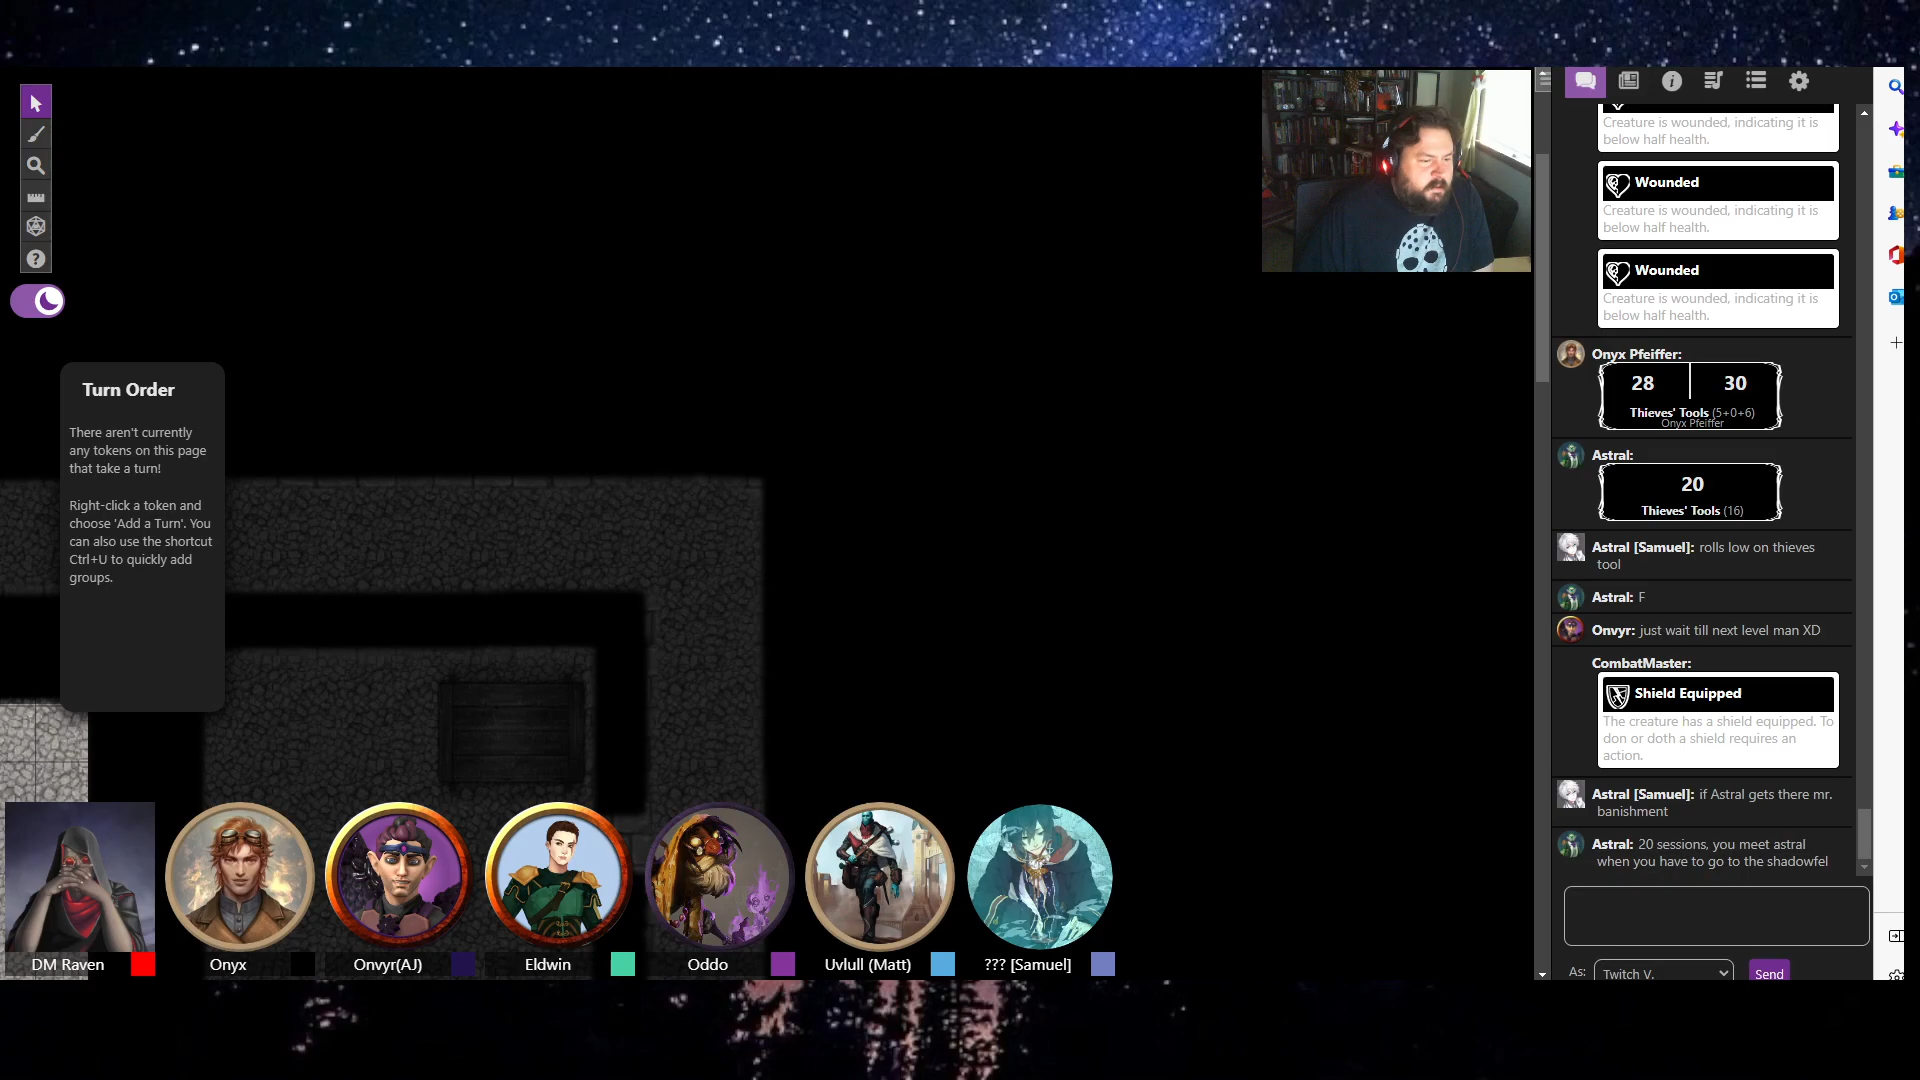 Turn Order
There aren't currently
any tokens on this page
that take a turn!
Right-click a token and
choose 'Add a Turn'. You
can also use the shortcut
Ctrl+U to quickly add
groups.
DM Raven
Onyx
Onvyr(AJ)
Eldwin
Oddo
Uvlull (Matt)
??? [Samuel]
Creature is wounded, indicating it is
below half health.
Wounded
Creature is wounded, indicating it is
below half health.
Wounded
Creature is wounded, indicating it is
below half health.
Onyx Pfeiffer:
28 30
Thieves' Tools (5+0+6)
Onyx Pfeiffer
Astral:
20
Thieves' Tools (16)
Astral [Samuel]: rolls low on thieves
tool
Astral: F
Onvyr: just wait till next level man XD
CombatMaster:
Shield Equipped
The creature has a shield equipped. To
don or doth a shield requires an
action.
Astral [Samuel]: if Astral gets there mr.
banishment
Astral: 20 sessions, you meet astral
when you have to go to the shadowfel
As: Twitch V. Send